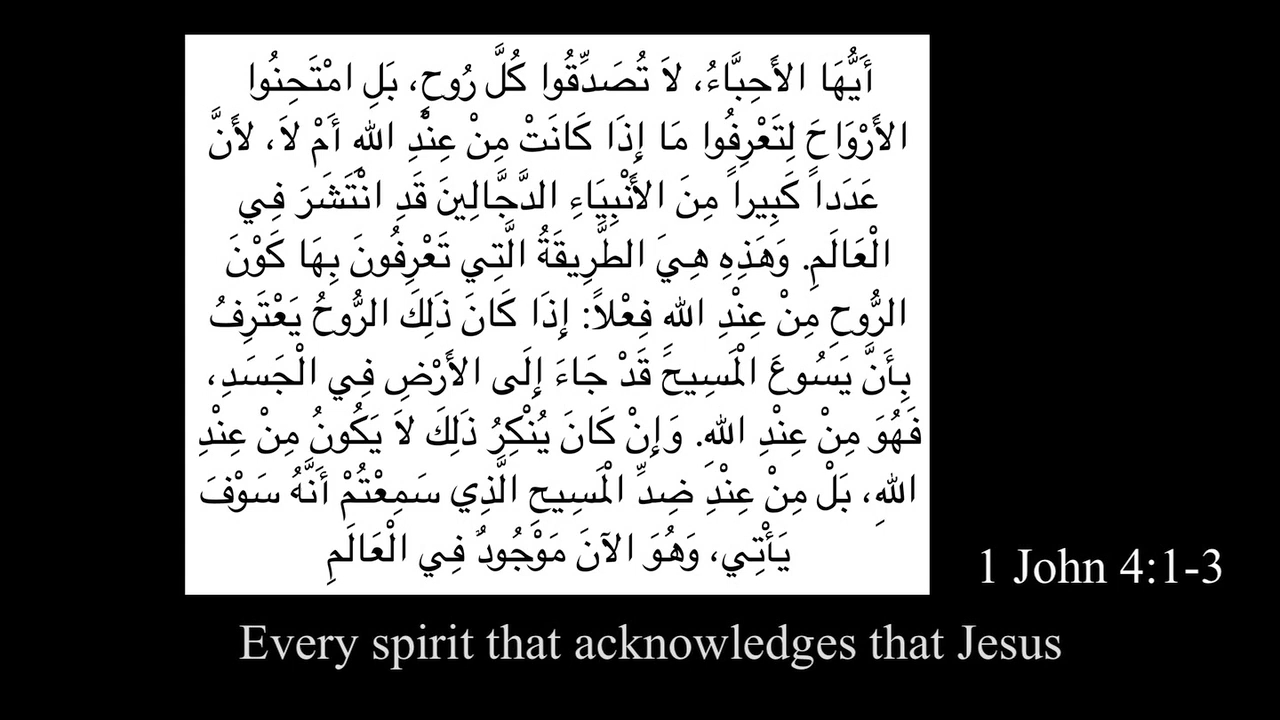 أَيُّهَا الأَحِبَّاءُ، لاَ تُصَدِّقُوا كُلَّ رُوحٍ، بَلِ امْتَحِنُوا
الأَرْوَاحَ لِتَعْرِفُوا مَا إِذَا كَانَتْ مِنْ عِنْدِ اللهِ أَمْ لاَ، لأَنَّ
عَدَداً كَبِيراً مِنَ الأَنْبِيَاءِ الدَّجَّالِينَ قَدِ انْتَشَرَ فِي
الْعَالَمِ. وَهَذِهِ هِيَ الطَّرِيقَةُ الَّتِي تَعْرِفُونَ بِهَا كَوْنَ
الرُّوحِ مِنْ عِنْدِ اللهِ فِعْلاً: إِذَا كَانَ ذَلِكَ الرُّوحُ يَعْتَرِفُ
بِأَنَّ يَسُوعَ الْمَسِيحَ قَدْ جَاءَ إِلَى الأَرْضِ فِي الْجَسَدِ،
فَهُوَ مِنْ عِنْدِ اللهِ. وَإِنْ كَانَ يُنْكِرُ ذَلِكَ لاَ يَكُونُ مِنْ عِنْدِ
اللهِ، بَلْ مِنْ عِنْدِ ضِدِّ الْمَسِيحِ الَّذِي سَمِعْتُمْ أَنَّهُ سَوْفَ
يَأْتِي، وَهُوَ الآنَ مَوْجُودٌ فِي الْعَالَمِ
1 John 4:1-3
Every spirit that acknowledges that Jesus